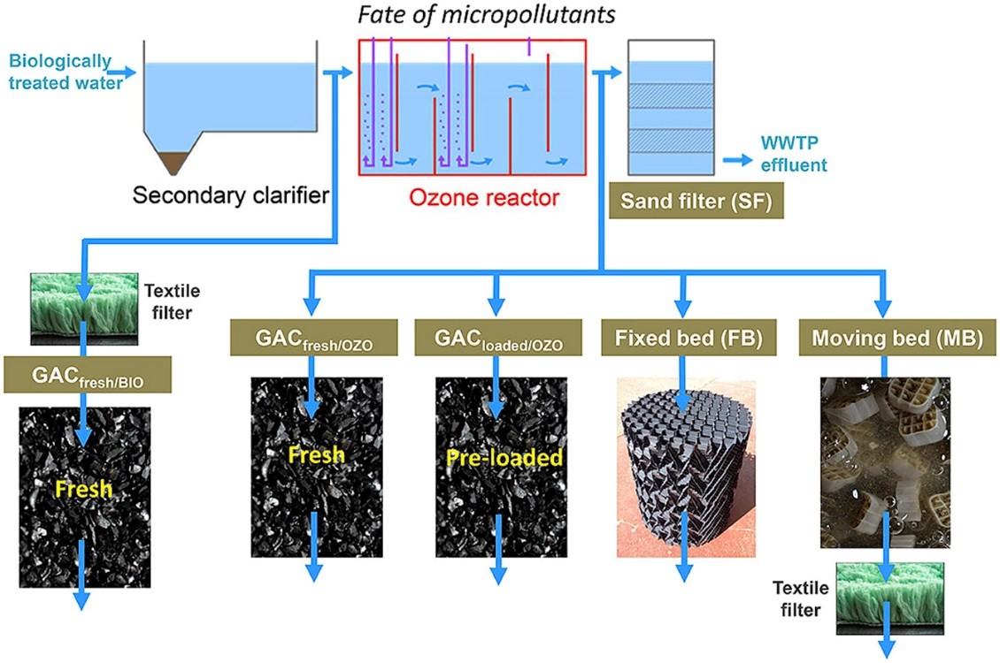 Fate of micropollutants
Biologically
treated water
Secondary clarifier
Ozone reactor
WWTP
effluent
Sand filter (SF)
Textile
filter
GACfresh/BIO
GACfresh/OZO
GACloaded/OZO
Fixed bed (FB)
Moving bed (MB)
Fresh
Fresh
Pre-loaded
Textile
filter